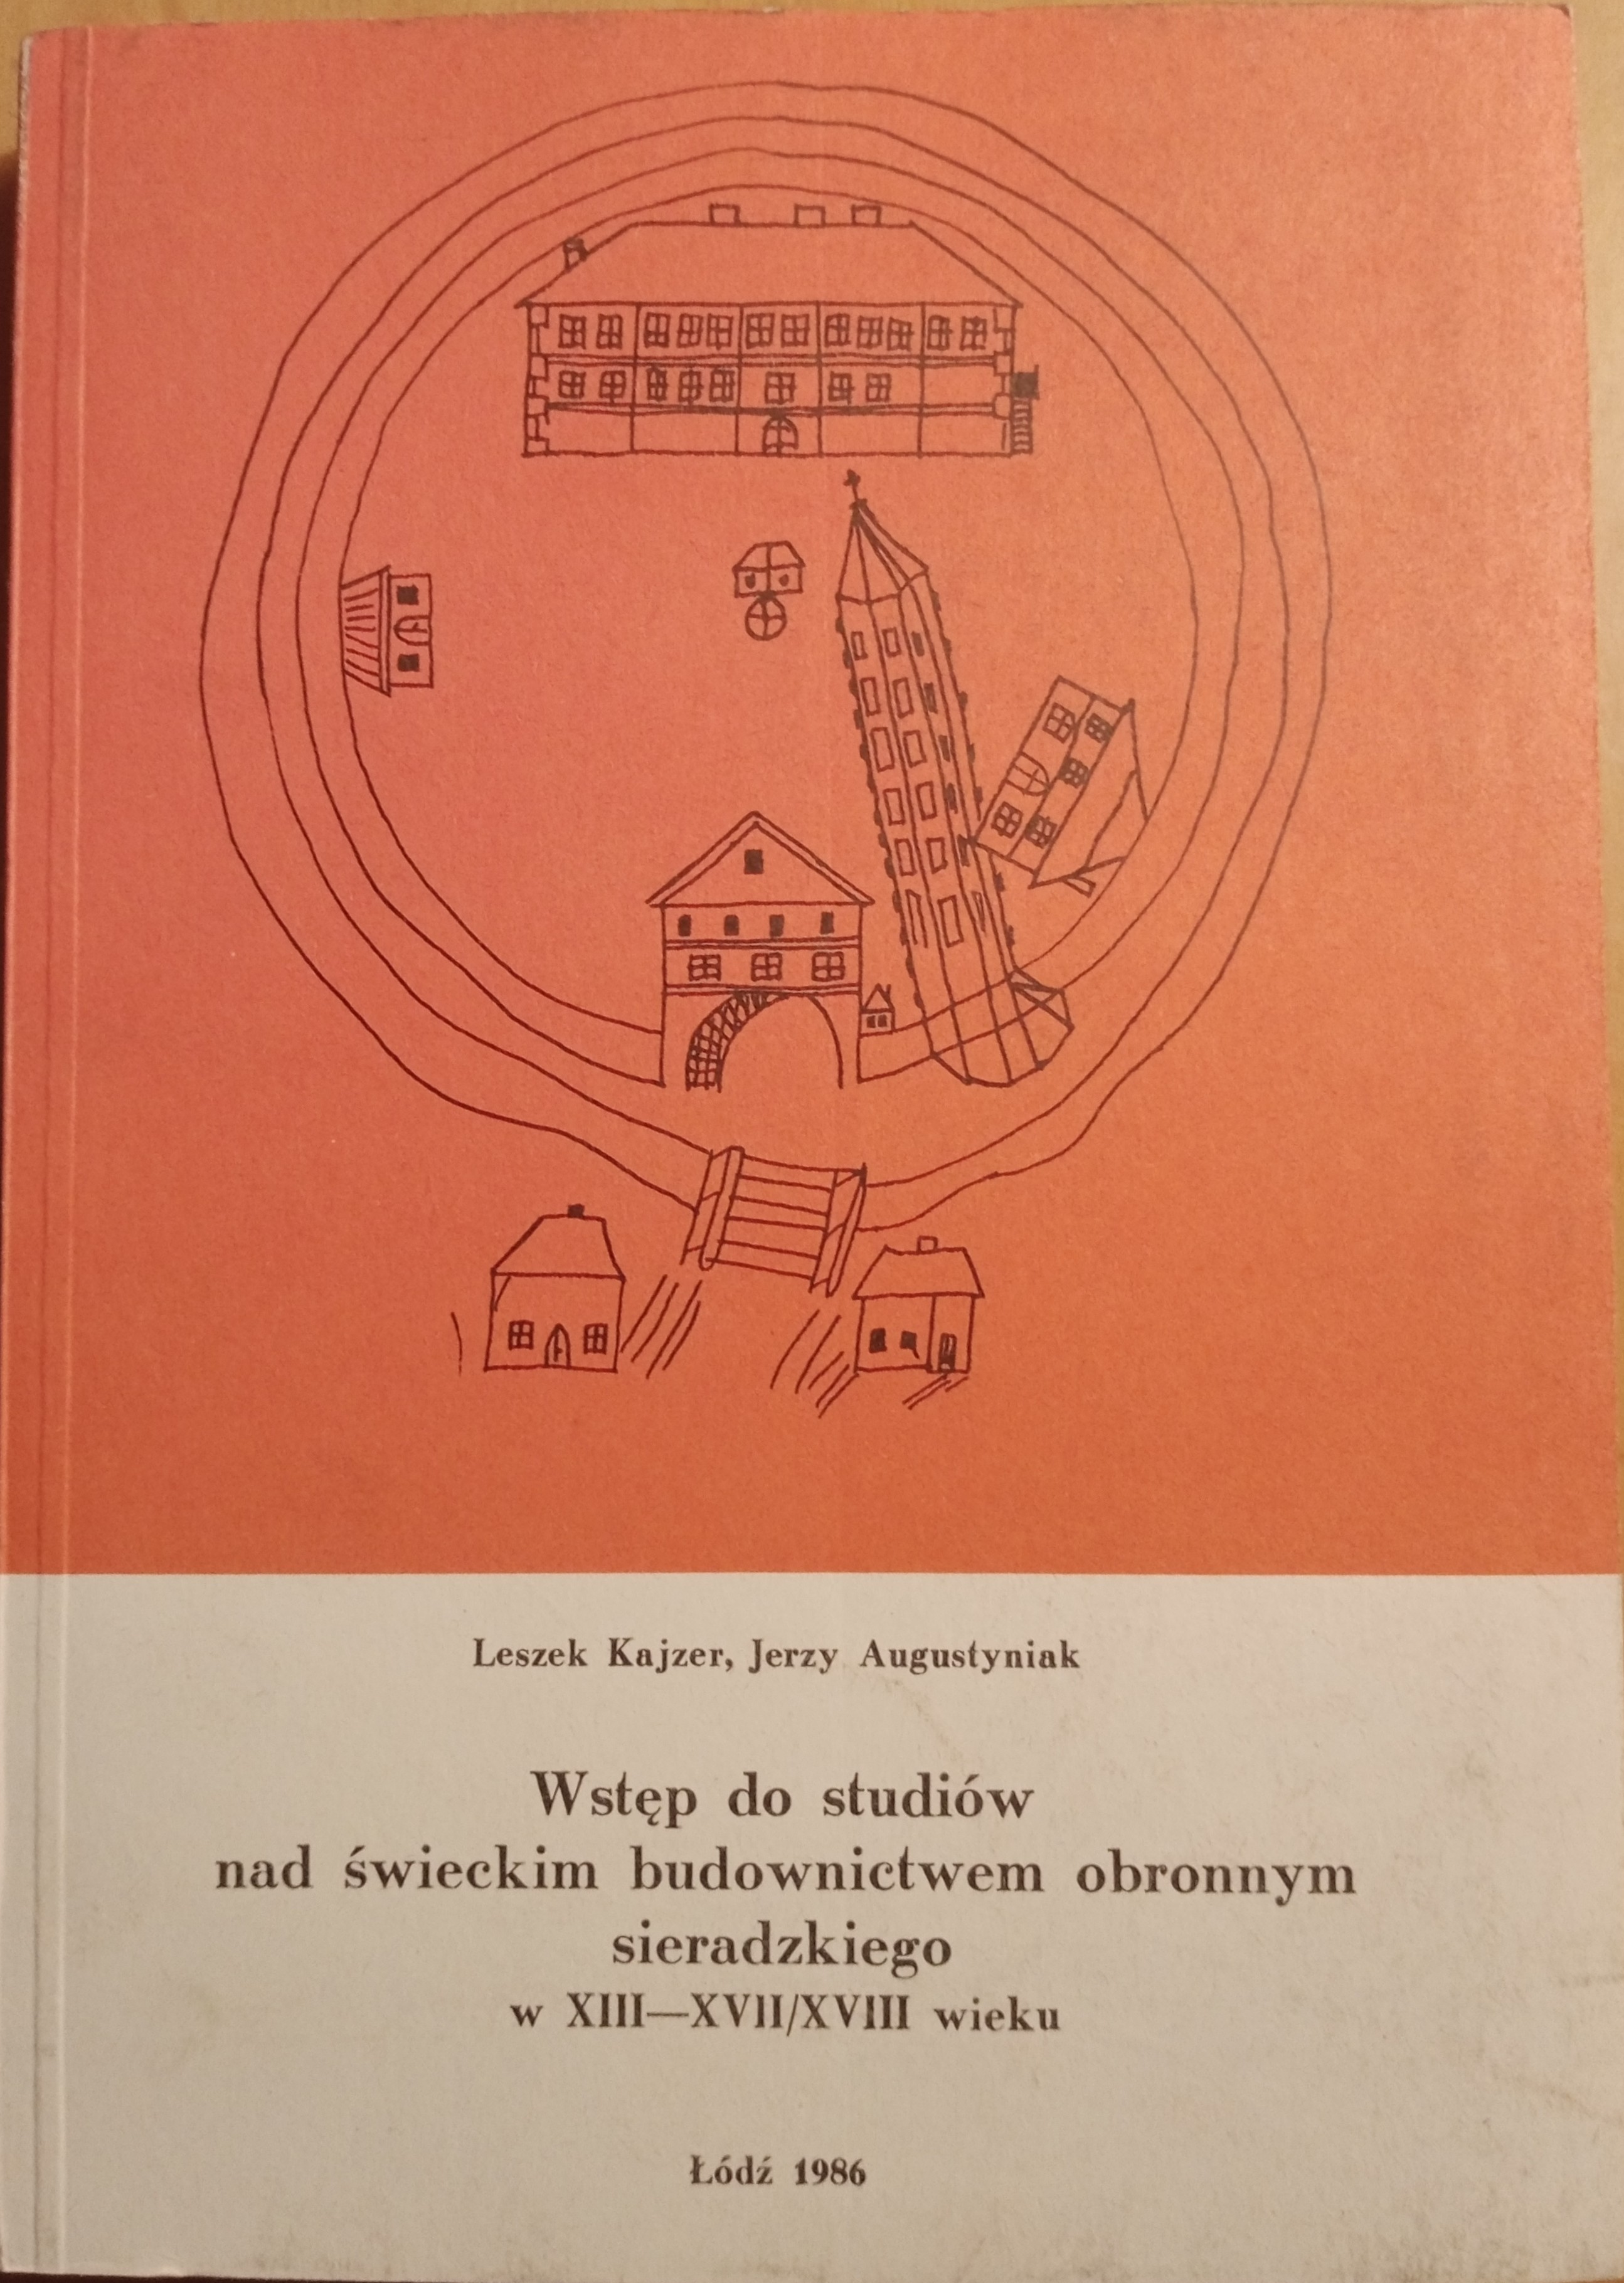 Leszek Kajzer, Jerzy Augustyniak
Wstęp do studiów
nad świeckim budownictwem obronnym
sieradzkiego
w XIII—XVII/XVIII wieku
Łódź 1986